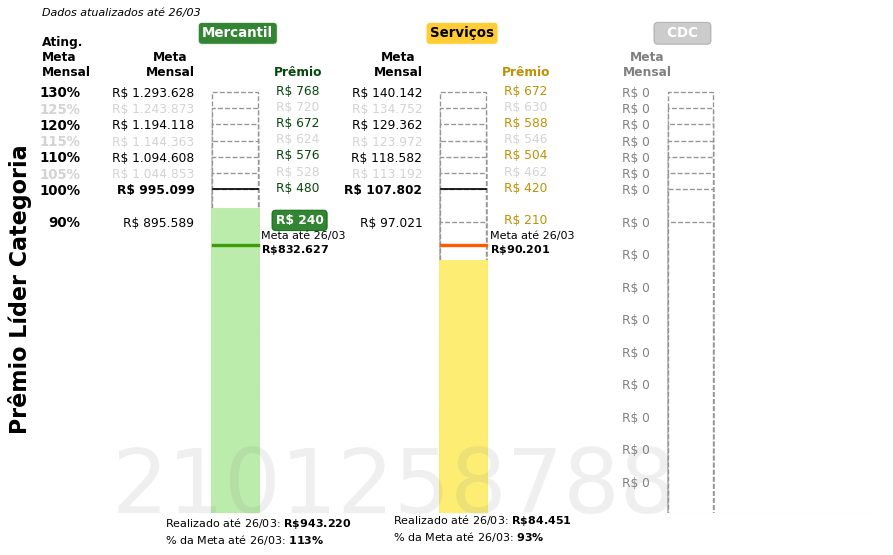 Dados atualizados até 26/03
Mercantil Serviços CDC
Ating. Meta Mensal Meta Mensal Prêmio Meta Mensal Prêmio Meta Mensal
130% R$ 1.293.628 R$ 768 R$ 140.142 R$ 672 R$ 0
125% R$ 1.243.873 R$ 720 R$ 134.752 R$ 630 R$ 0
120% R$ 1.194.118 R$ 672 R$ 129.362 R$ 588 R$ 0
115% R$ 1.144.363 R$ 624 R$ 123.972 R$ 546 R$ 0
110% R$ 1.094.608 R$ 576 R$ 118.582 R$ 504 R$ 0
105% R$ 1.044.853 R$ 528 R$ 113.192 R$ 462 R$ 0
100% R$ 995.099 R$ 480 R$ 107.802 R$ 420 R$ 0
90% R$ 895.589 R$ 240 R$ 97.021 R$ 210 R$ 0
Meta até 26/03 Meta até 26/03
R$832.627 R$90.201
R$ 0
R$ 0
R$ 0
R$ 0
R$ 0
R$ 0
R$ 0
R$ 0
Prêmio Líder Categoria
2101258788
Realizado até 26/03: R$943.220 Realizado até 26/03: R$84.451
% da Meta até 26/03: 113% % da Meta até 26/03: 93%